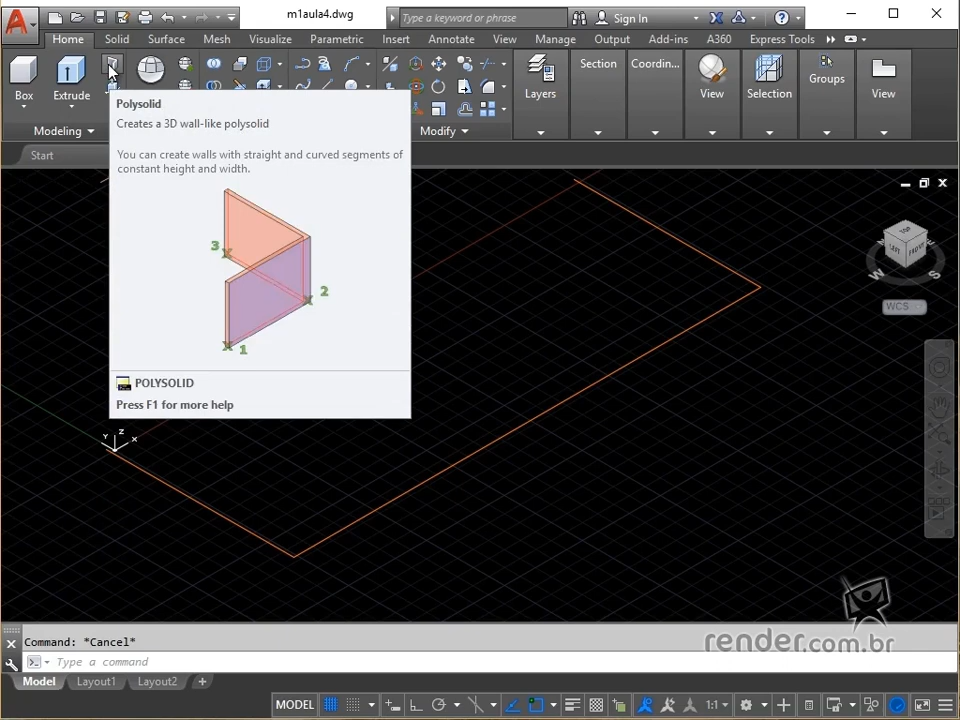 m1aula4.dwg
Type a keyword or phrase
Sign In
Home
Solid
Surface
Mesh
Visualize
Parametric
Insert
Annotate
View
Manage
Output
Add-ins
A360
Express Tools
Box
Extrude
Layers
Section
Coordin...
View
Selection
Groups
View
Modeling
Modify
Start
Polysolid
Creates a 3D wall-like polysolid
You can create walls with straight and curved segments of
constant height and width.
3
2
1
POLYSOLID
Press F1 for more help
TOP
LEFT
FRONT
W
S
WCS
Y
Z
X
render.com.br
Command: *Cancel*
Type a command
Model
Layout1
Layout2
MODEL
1:1